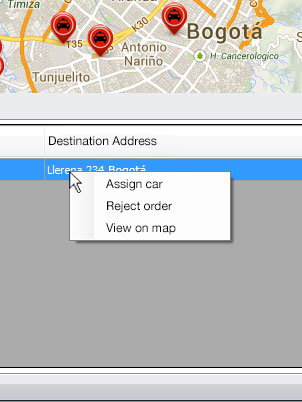 Timiza
Bogotá
K30
T35
Antonio
Nariño
H. Cancerologico
Tunjuelito
Destination Address
Llerena 234 Bogotá
Assign car
Reject order
View on map